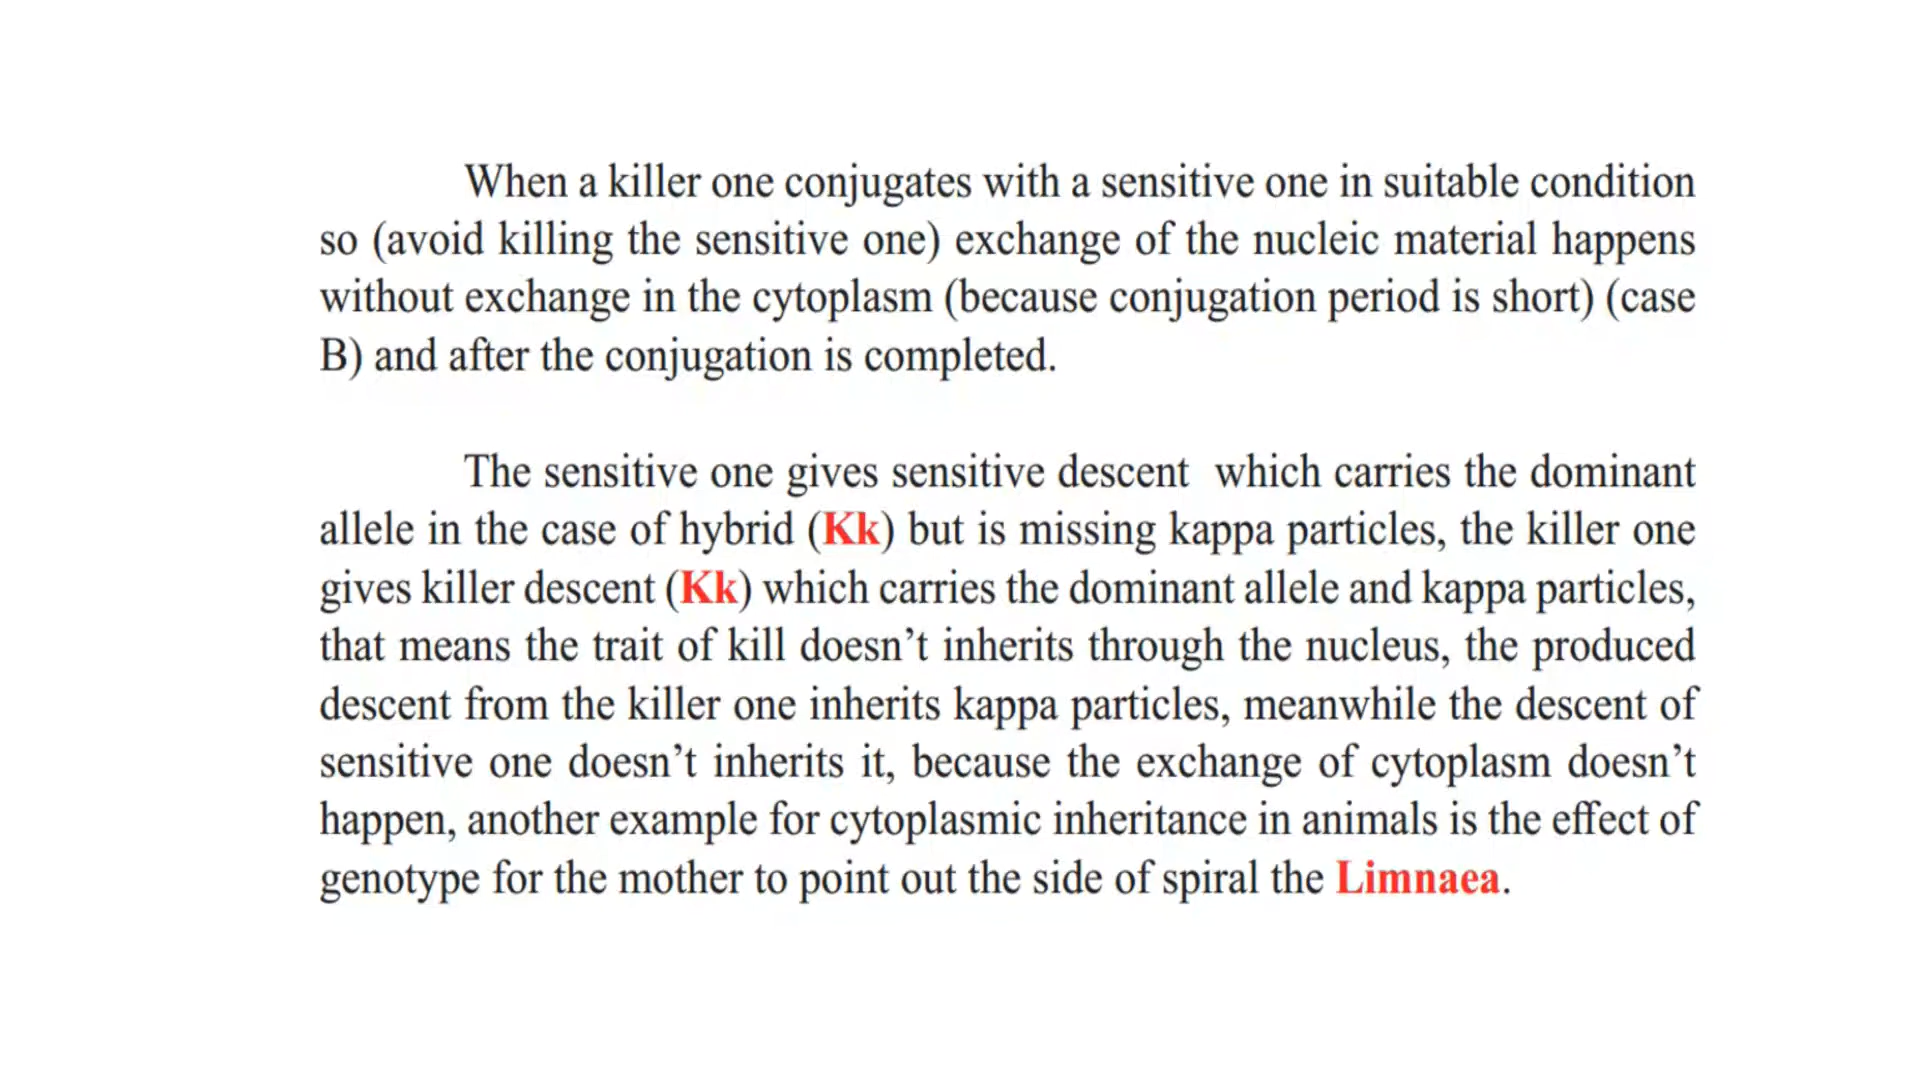 When a killer one conjugates with a sensitive one in suitable condition
so (avoid killing the sensitive one) exchange of the nucleic material happens
without exchange in the cytoplasm (because conjugation period is short) (case
B) and after the conjugation is completed.
The sensitive one gives sensitive descent which carries the dominant
allele in the case of hybrid (Kk) but is missing kappa particles, the killer one
gives killer descent (Kk) which carries the dominant allele and kappa particles,
that means the trait of kill doesn’t inherits through the nucleus, the produced
descent from the killer one inherits kappa particles, meanwhile the descent of
sensitive one doesn’t inherits it, because the exchange of cytoplasm doesn’t
happen, another example for cytoplasmic inheritance in animals is the effect of
genotype for the mother to point out the side of spiral the Limnaea.